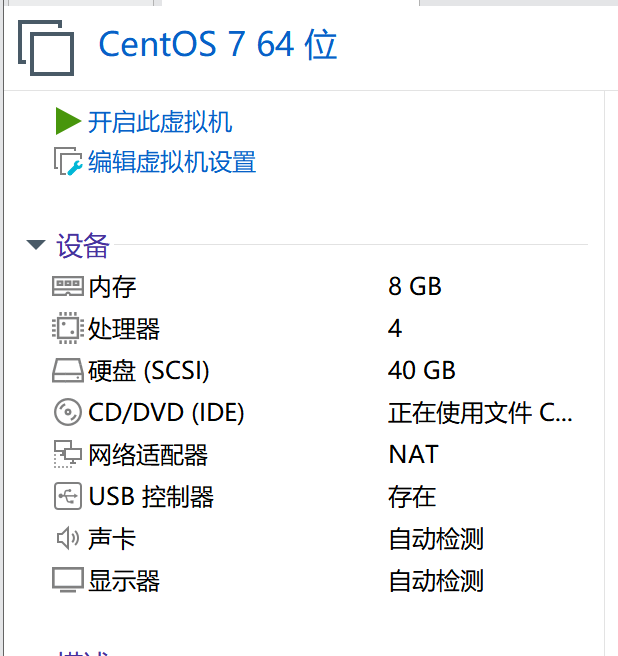 CentOS 7 64 位
开启此虚拟机
编辑虚拟机设置
设备
内存 8 GB
处理器 4
硬盘 (SCSI) 40 GB
CD/DVD (IDE) 正在使用文件 C...
网络适配器 NAT
USB 控制器 存在
声卡 自动检测
显示器 自动检测